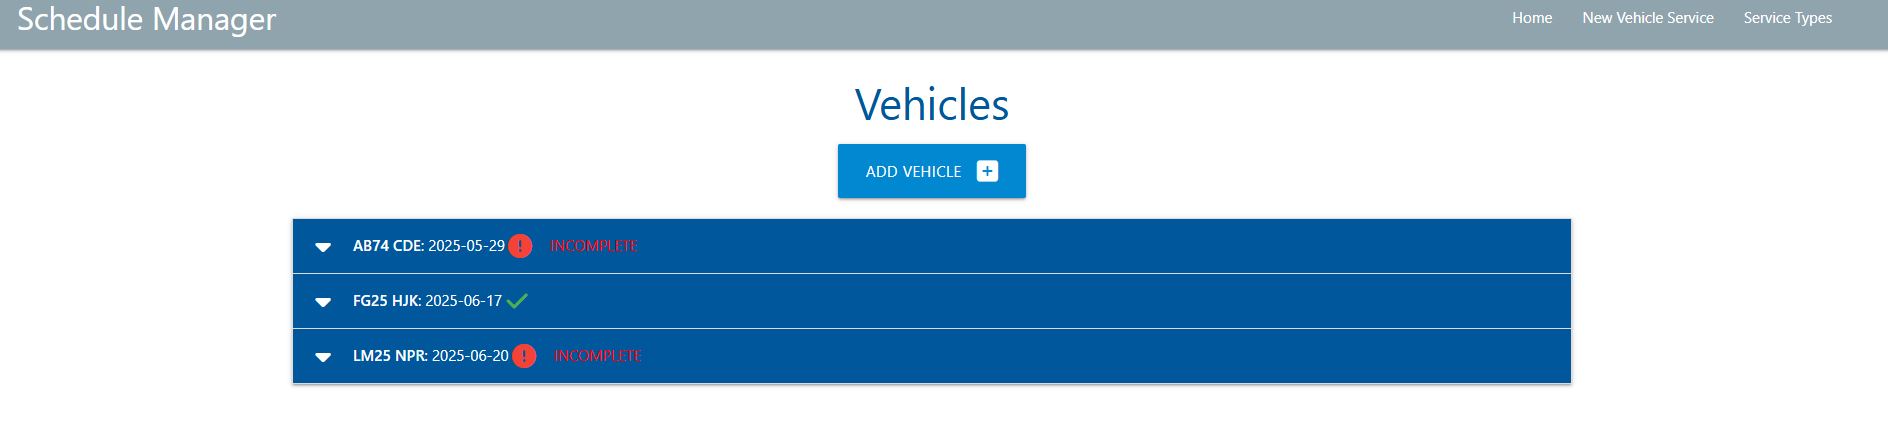 Schedule Manager Home New Vehicle Service Service Types
Vehicles
ADD VEHICLE
AB74 CDE: 2025-05-29 INCOMPLETE
FG25 HJK: 2025-06-17
LM25 NPR: 2025-06-20 INCOMPLETE